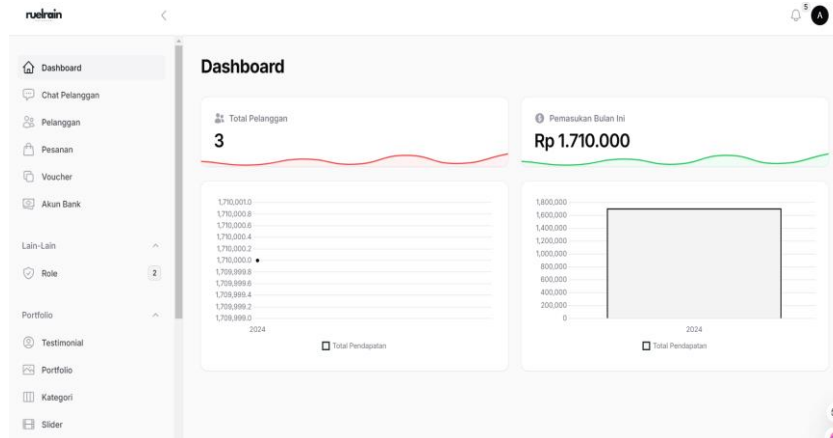 ruelrain
5
A
Dashboard
Chat Pelanggan
Pelanggan
Pesanan
Voucher
Akun Bank
Lain-Lain
Role
2
Portfolio
Testimonial
Portfolio
Kategori
Slider
Dashboard
Total Pelanggan
3
Pemasukan Bulan Ini
Rp 1.710.000
1,710,001.0
1,710,000.8
1,710,000.6
1,710,000.4
1,710,000.2
1,710,000.0
1,709,999.8
1,709,999.6
1,709,999.4
1,709,999.2
1,709,999.0
2024
Total Pendapatan
1,800,000
1,600,000
1,400,000
1,200,000
1,000,000
800,000
600,000
400,000
200,000
0
2024
Total Pendapatan